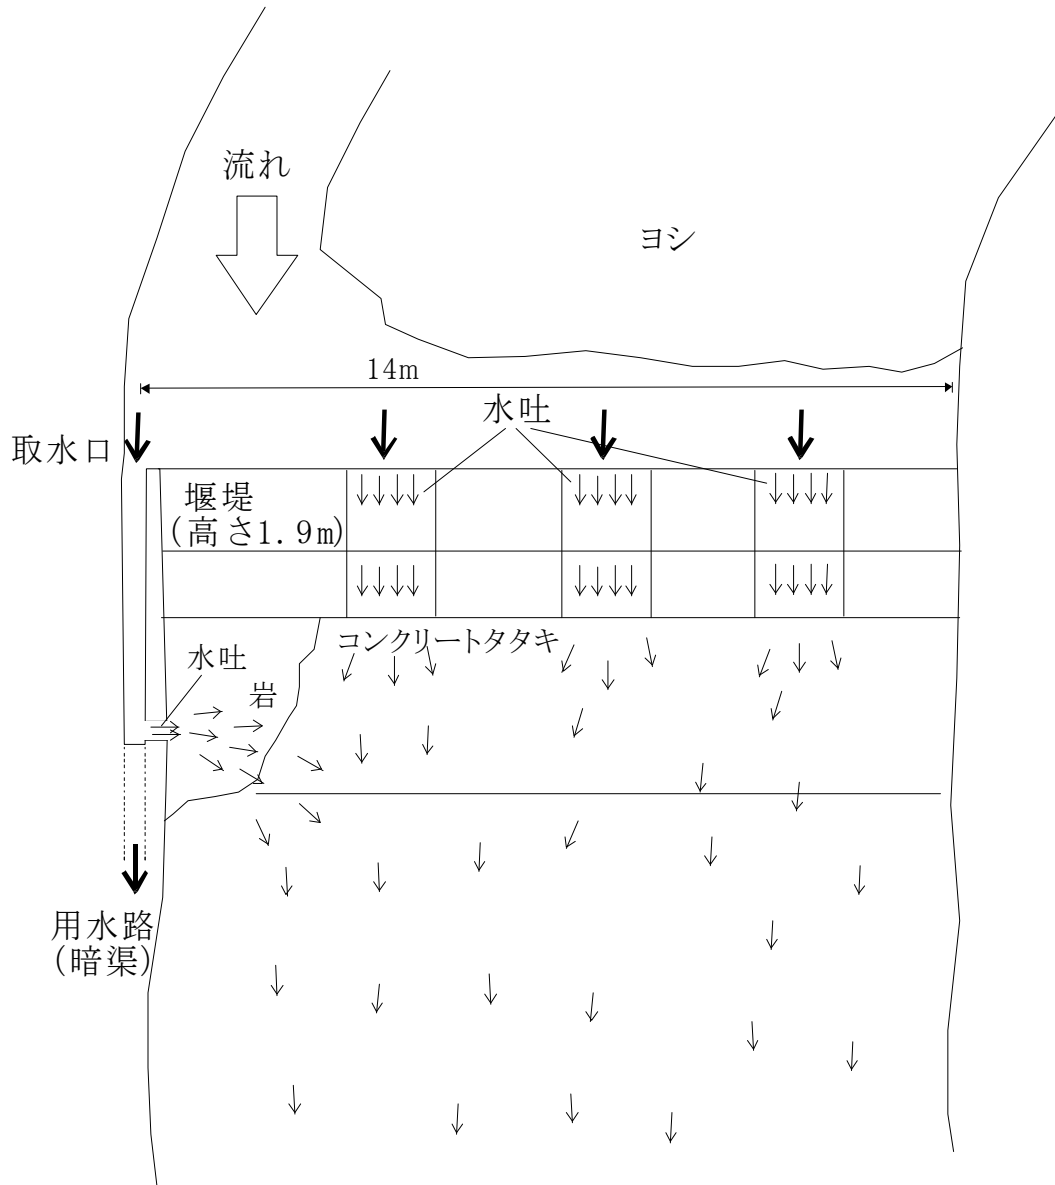 流れ
ヨシ
14m
水吐
取水口
堰堤
(高さ1.9m)
コンクリートタタキ
水吐
岩
用水路
(暗渠)